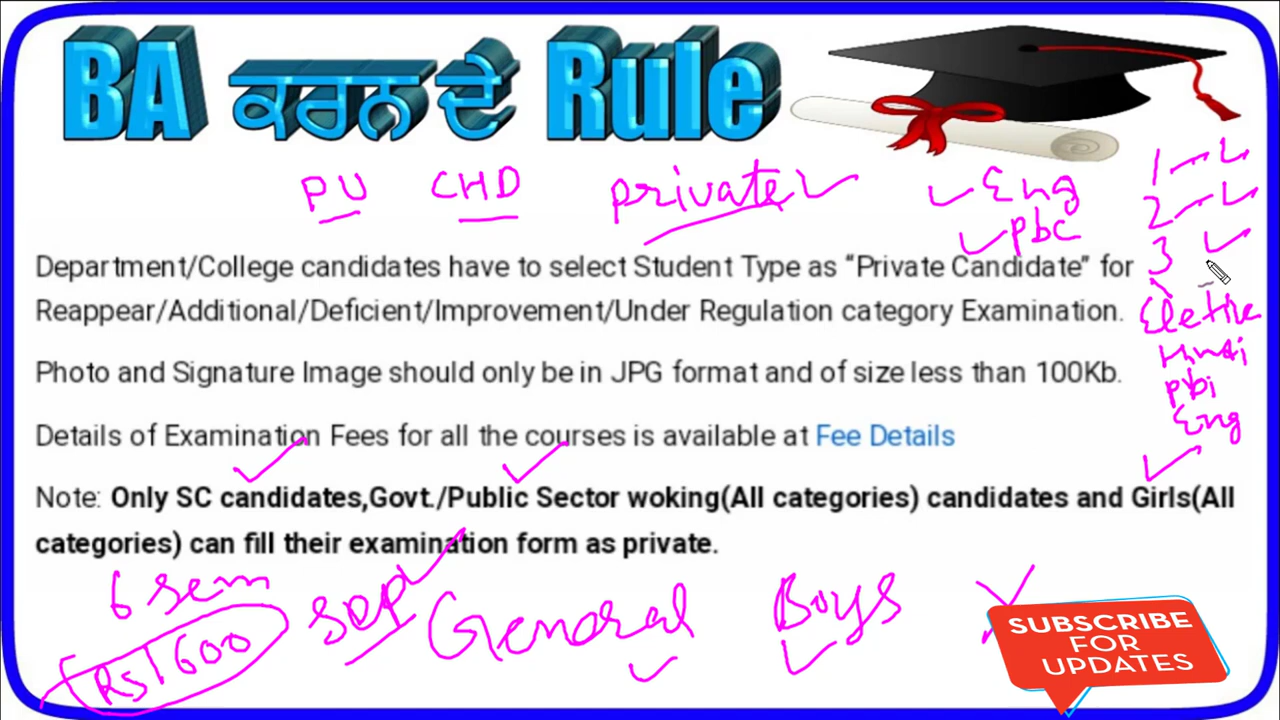 BA ਕਰਨ ਦੇ Rule
PU CHD private Eng
pbc
1
2
3
Department/College candidates have to select Student Type as “Private Candidate” for
Reappear/Additional/Deficient/Improvement/Under Regulation category Examination.
Eletive
Hindi
Photo and Signature Image should only be in JPG format and of size less than 100Kb.
pbi
Eng
Details of Examination Fees for all the courses is available at Fee Details
Note: Only SC candidates,Govt./Public Sector woking(All categories) candidates and Girls(All
categories) can fill their examination form as private.
6 sem sep General Boys
Rs 1600
SUBSCRIBE
FOR
UPDATES